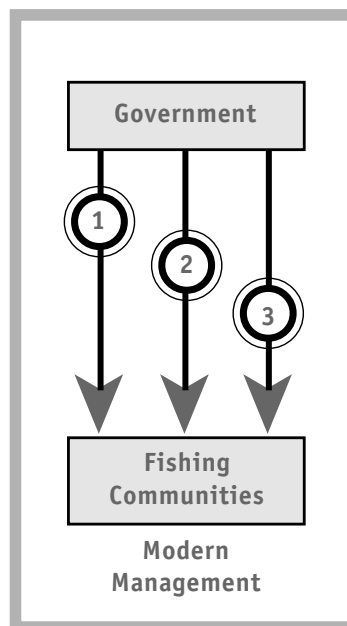 Government
1
2
3
Fishing
Communities
Modern
Management